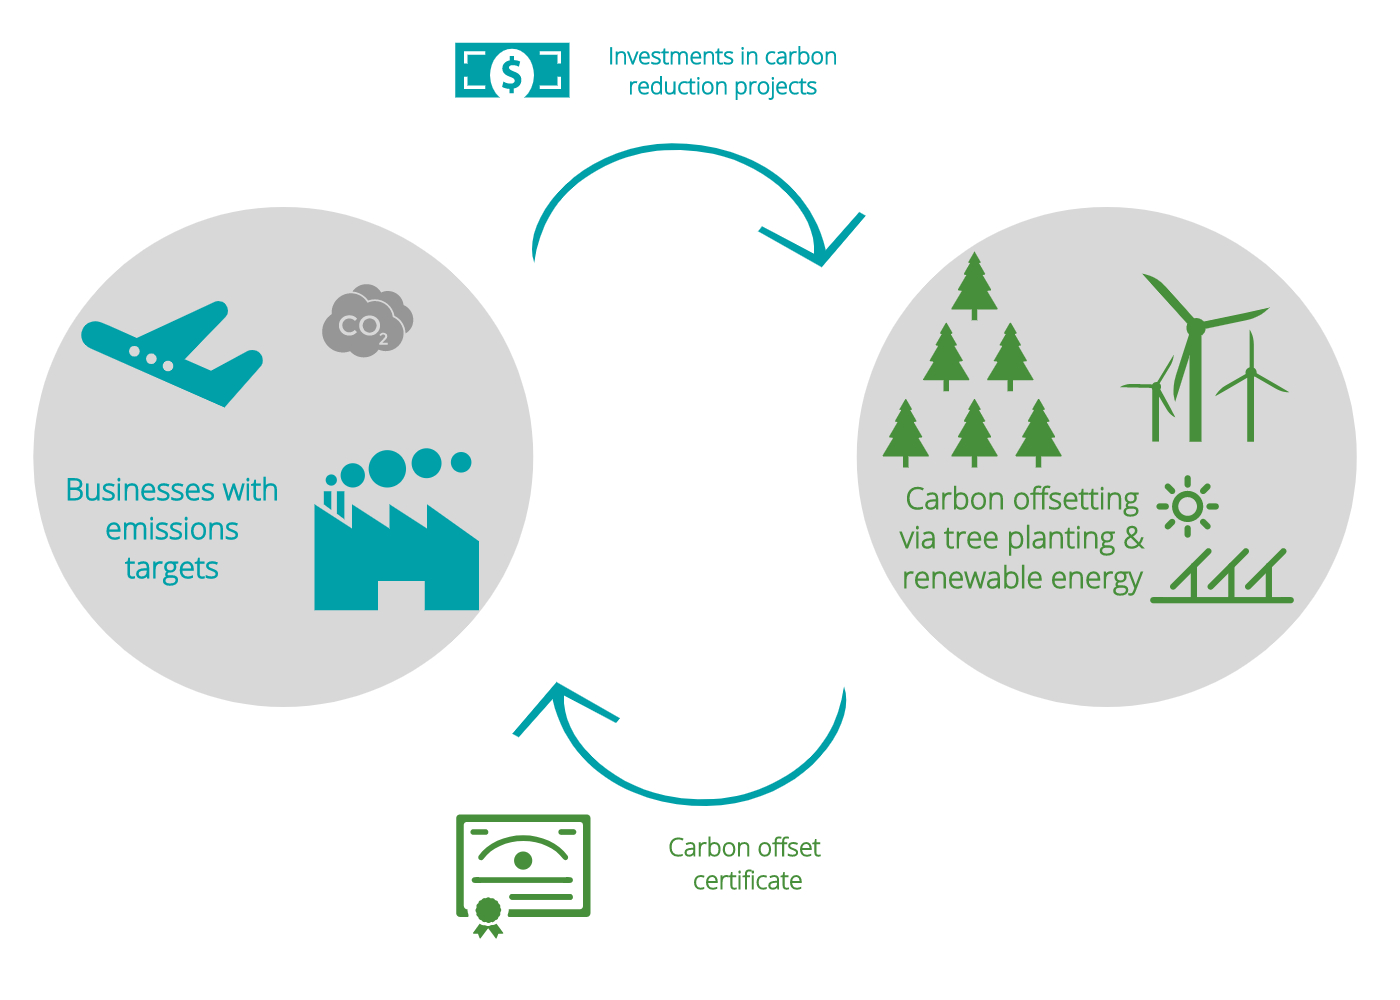 $
Investments in carbon
reduction projects
CO2
Businesses with
emissions
targets
Carbon offsetting
via tree planting &
renewable energy
Carbon offset
certificate